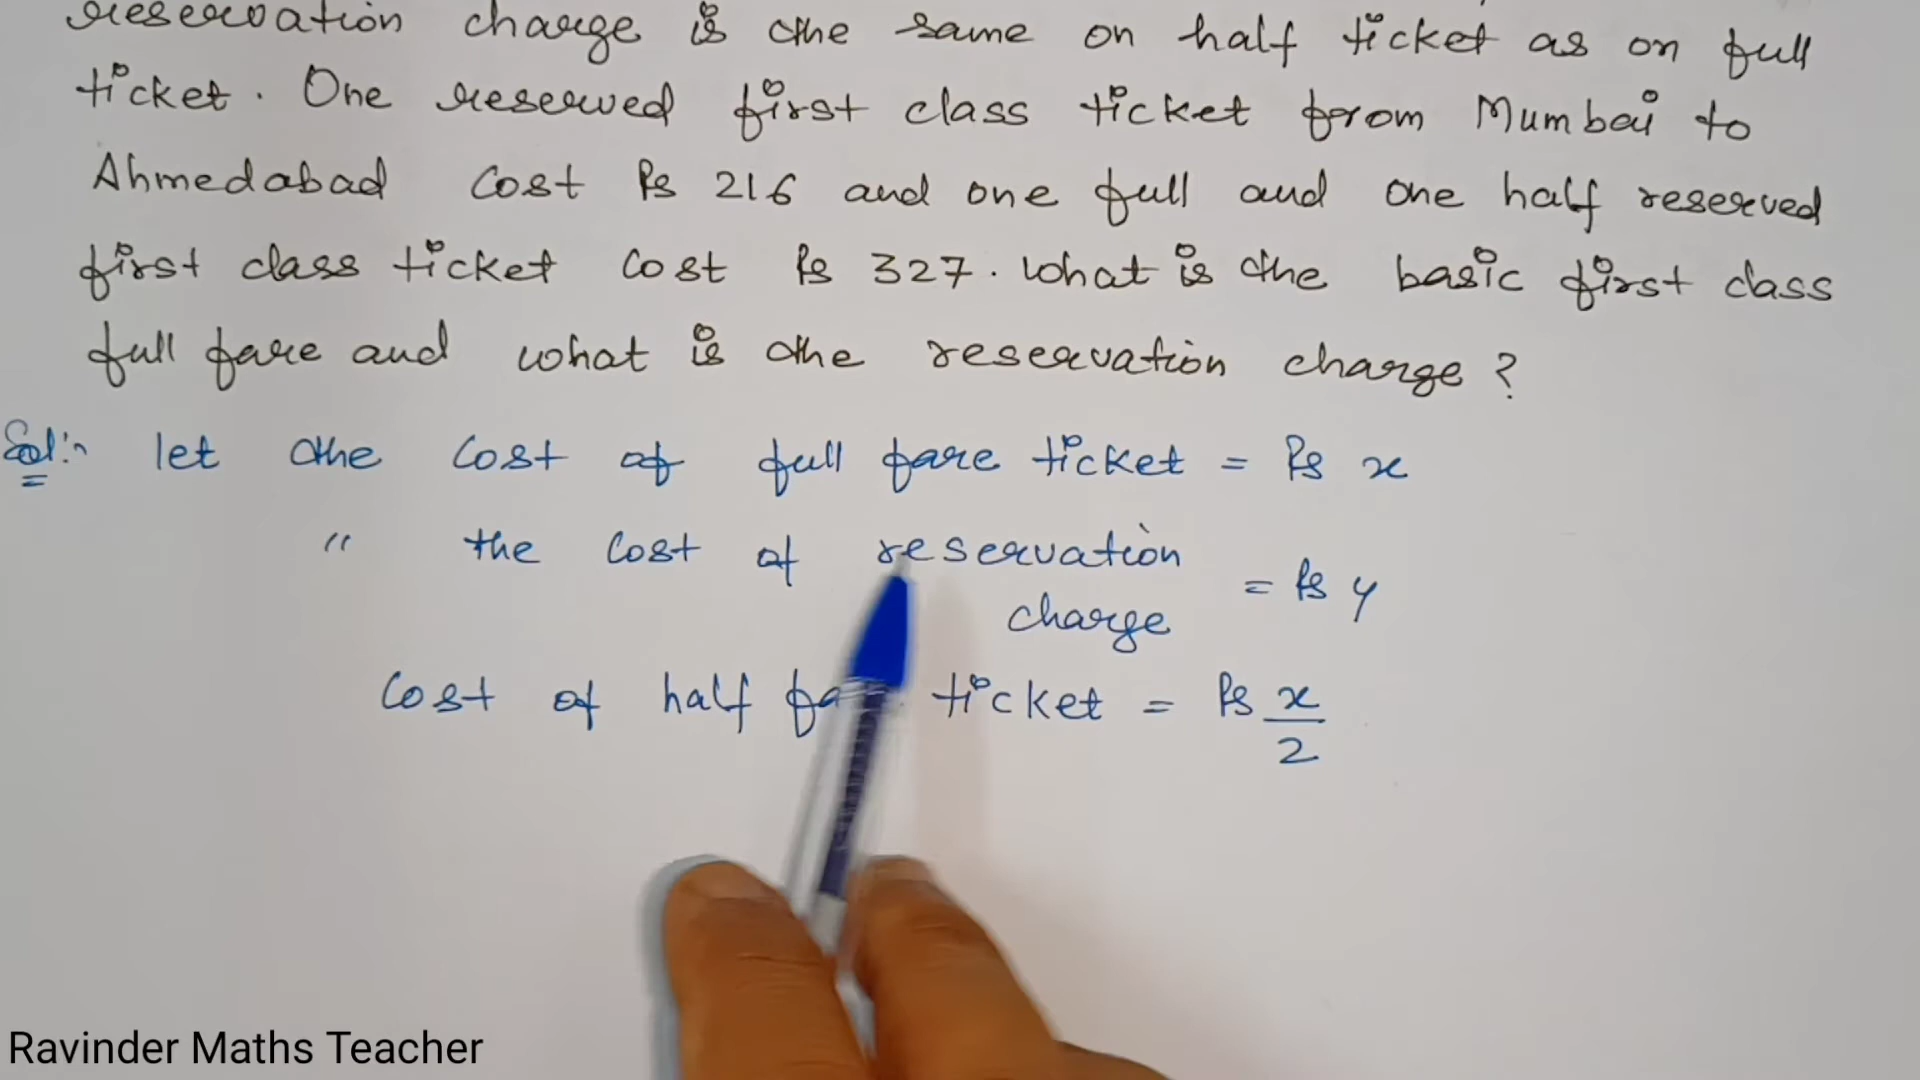 reservation charge is the same on half ticket as on full
ticket. One reserved first class ticket from Mumbai to
Ahmedabad cost Rs 216 and one full and one half reserved
first class ticket cost Rs 327. what is the basic first class
full fare and what is the reservation charge?
Sol:n let the cost of full fare ticket = Rs x
" the cost of reservation
charge = Rs y
cost of half ticket = Rs x/2
Ravinder Maths Teacher